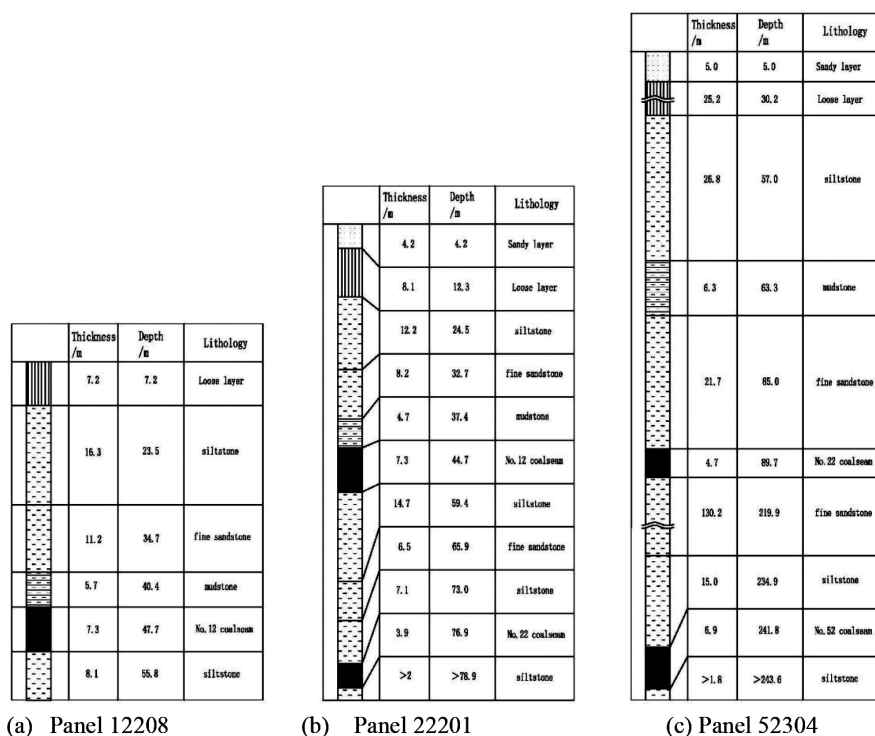 Thickness /m Depth /m Lithology
7.2 7.2 Loose layer
16.3 23.5 siltstone
11.2 34.7 fine sandstone
5.7 40.4 mudstone
7.3 47.7 No.12 coalseam
8.1 55.8 siltstone
(a) Panel 12208
Thickness /m Depth /m Lithology
4.2 4.2 Sandy layer
8.1 12.3 Loose layer
12.2 24.5 siltstone
8.2 32.7 fine sandstone
4.7 37.4 mudstone
7.3 44.7 No.12 coalseam
14.7 59.4 siltstone
6.5 65.9 fine sandstone
7.1 73.0 siltstone
3.9 76.9 No.22 coalseam
>2 >78.9 siltstone
(b) Panel 22201
Thickness /m Depth /m Lithology
5.0 5.0 Sandy layer
25.2 30.2 Loose layer
26.8 57.0 siltstone
6.3 63.3 mudstone
21.7 85.0 fine sandstone
4.7 89.7 No.22 coalseam
130.2 219.9 fine sandstone
15.0 234.9 siltstone
6.9 241.8 No.52 coalseam
>1.8 >243.6 siltstone
(c) Panel 52304